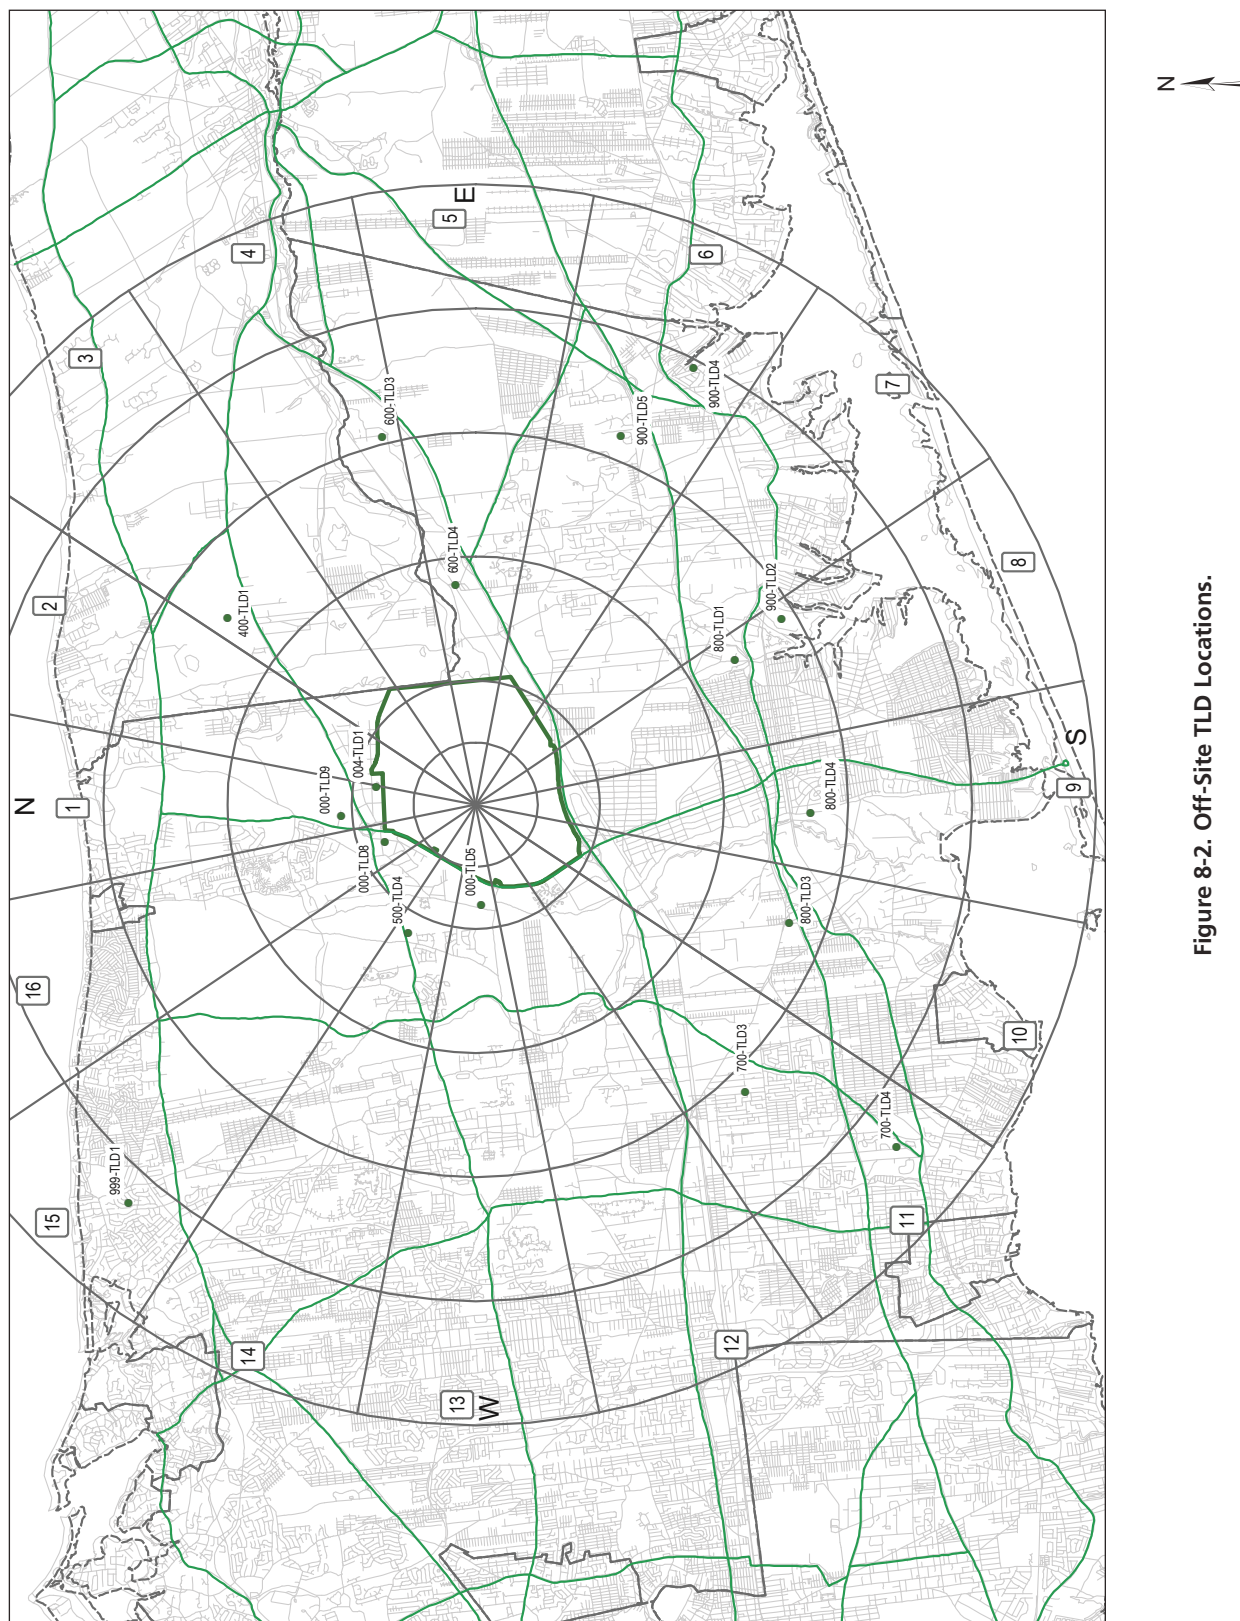 N
1
2
3
4
E
5
6
7
8
S
9
10
11
12
W
13
14
15
16
999-TLD1
400-TLD1
000-TLD9
004-TLD1
000-TLD8
500-TLD4
000-TLD5
600-TLD3
600-TLD4
900-TLD5
900-TLD4
900-TLD2
800-TLD1
800-TLD4
800-TLD3
700-TLD3
700-TLD4
N
Figure 8-2. Off-Site TLD Locations.